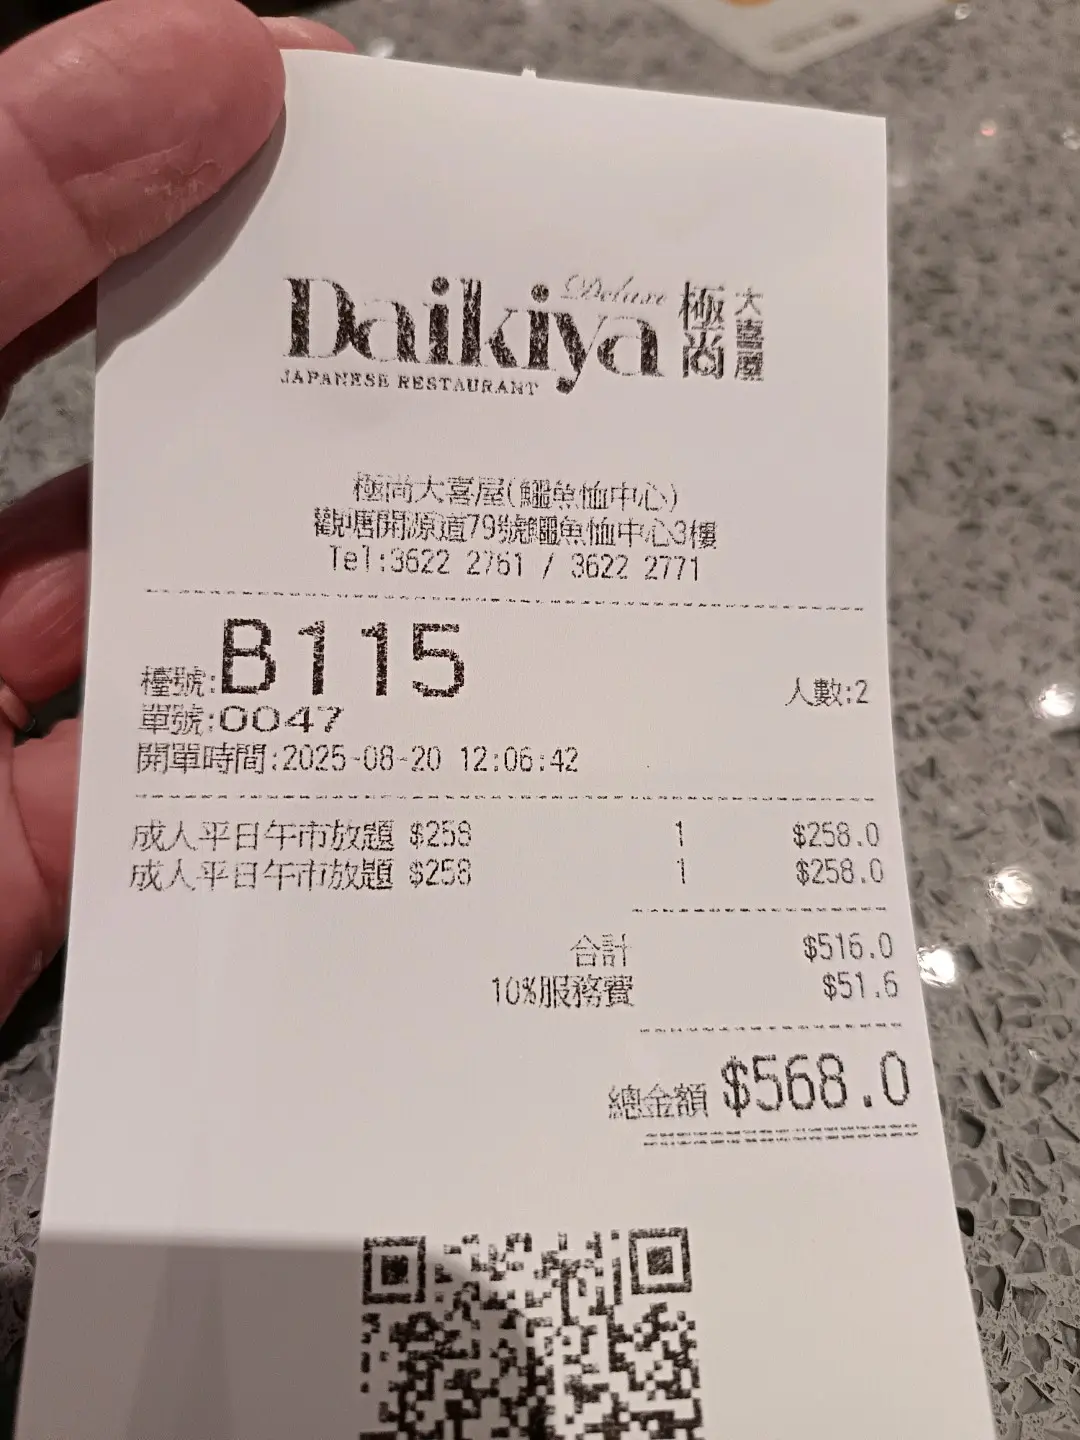 Daikiya Deluxe 極尚 大喜屋
JAPANESE RESTAURANT
極尚大喜屋(鱷魚恤中心)
觀塘開源道79號鱷魚恤中心3樓
Tel:3622 2761 / 3622 2771
檯號:B115 人數:2
單號:0047
開單時間:2025-08-20 12:06:42
成人平日午市放題 $258 1 $258.0
成人平日午市放題 $258 1 $258.0
合計 $516.0
10%服務費 $51.6
總金額 $568.0